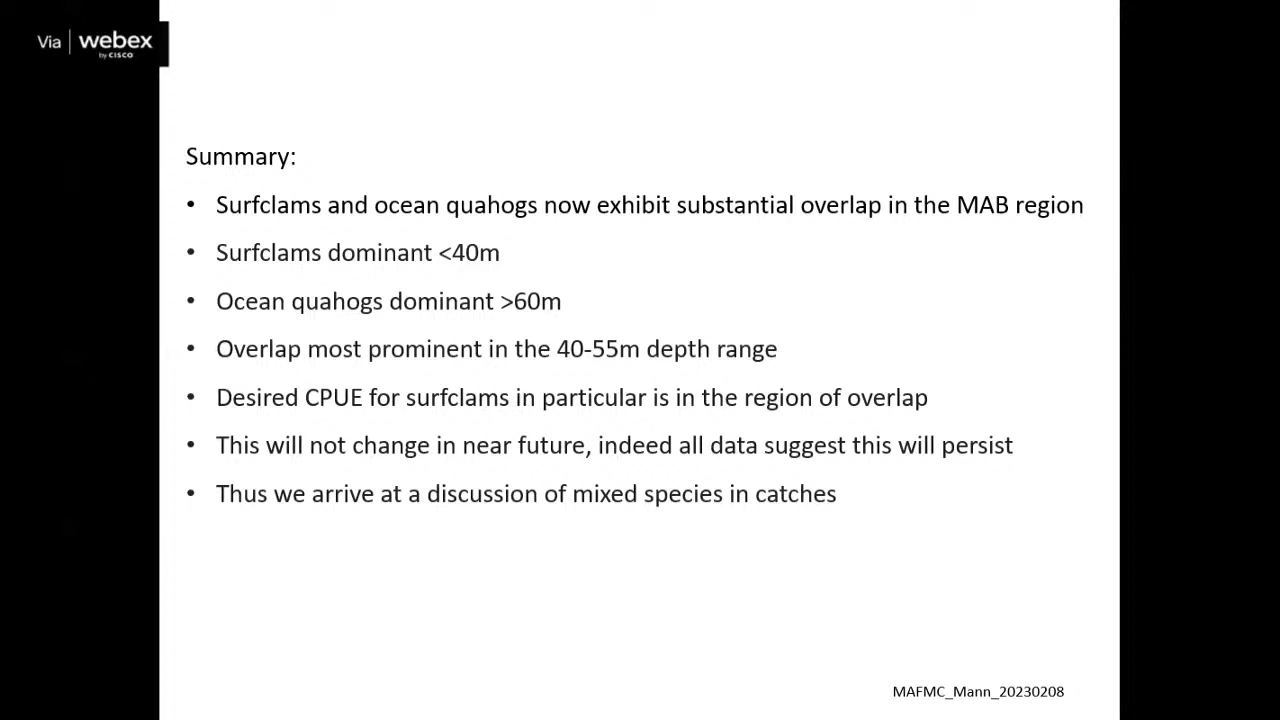 Via webex
by CISCO
Summary:
• Surfclams and ocean quahogs now exhibit substantial overlap in the MAB region
• Surfclams dominant <40m
• Ocean quahogs dominant >60m
• Overlap most prominent in the 40-55m depth range
• Desired CPUE for surfclams in particular is in the region of overlap
• This will not change in near future, indeed all data suggest this will persist
• Thus we arrive at a discussion of mixed species in catches
MAFMC_Mann_20230208